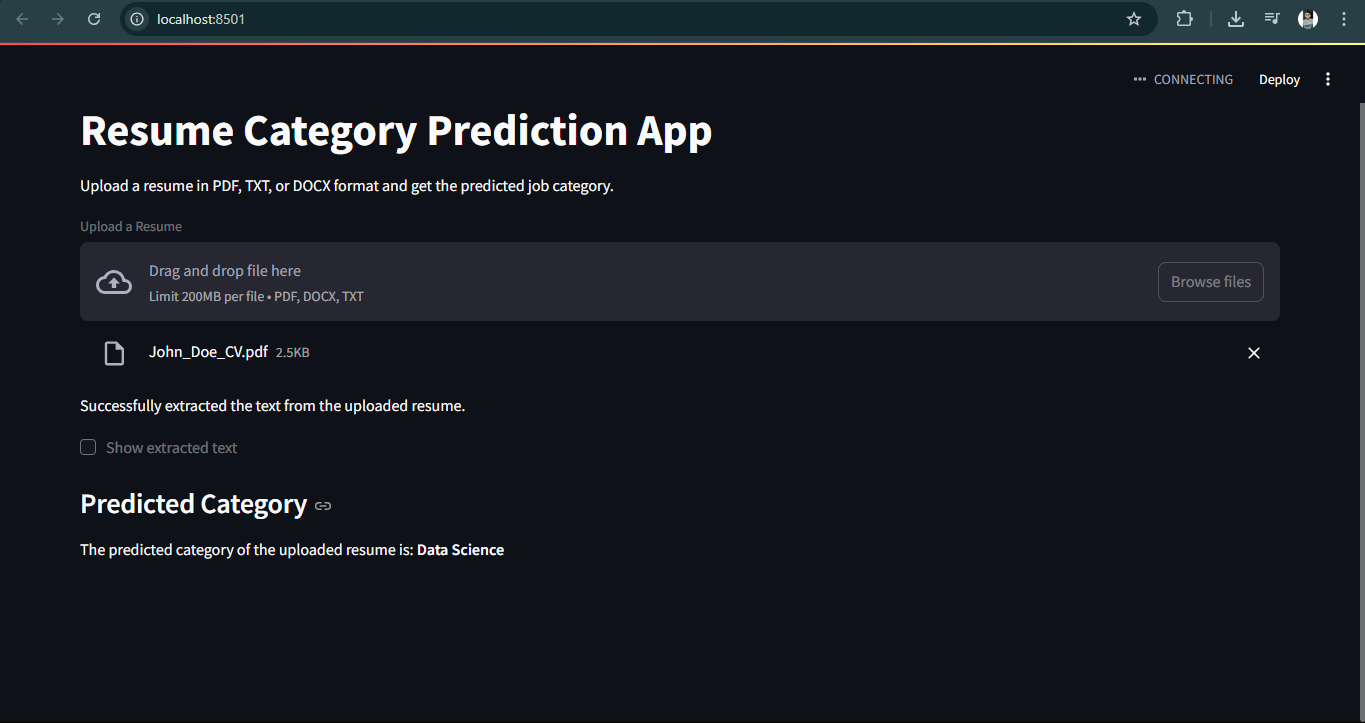 localhost:8501
CONNECTING Deploy
Resume Category Prediction App
Upload a resume in PDF, TXT, or DOCX format and get the predicted job category.
Upload a Resume
Drag and drop file here
Limit 200MB per file • PDF, DOCX, TXT
Browse files
John_Doe_CV.pdf 2.5KB
Successfully extracted the text from the uploaded resume.
Show extracted text
Predicted Category
The predicted category of the uploaded resume is: Data Science